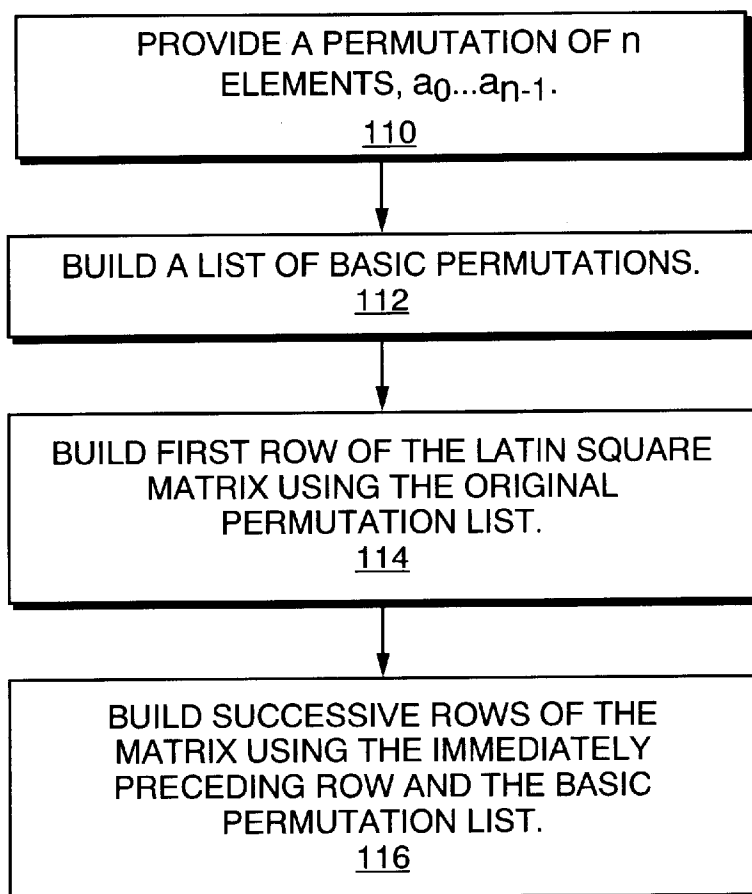 PROVIDE A PERMUTATION OF n
ELEMENTS, a0...an-1.
110
BUILD A LIST OF BASIC PERMUTATIONS.
112
BUILD FIRST ROW OF THE LATIN SQUARE
MATRIX USING THE ORIGINAL
PERMUTATION LIST.
114
BUILD SUCCESSIVE ROWS OF THE
MATRIX USING THE IMMEDIATELY
PRECEDING ROW AND THE BASIC
PERMUTATION LIST.
116